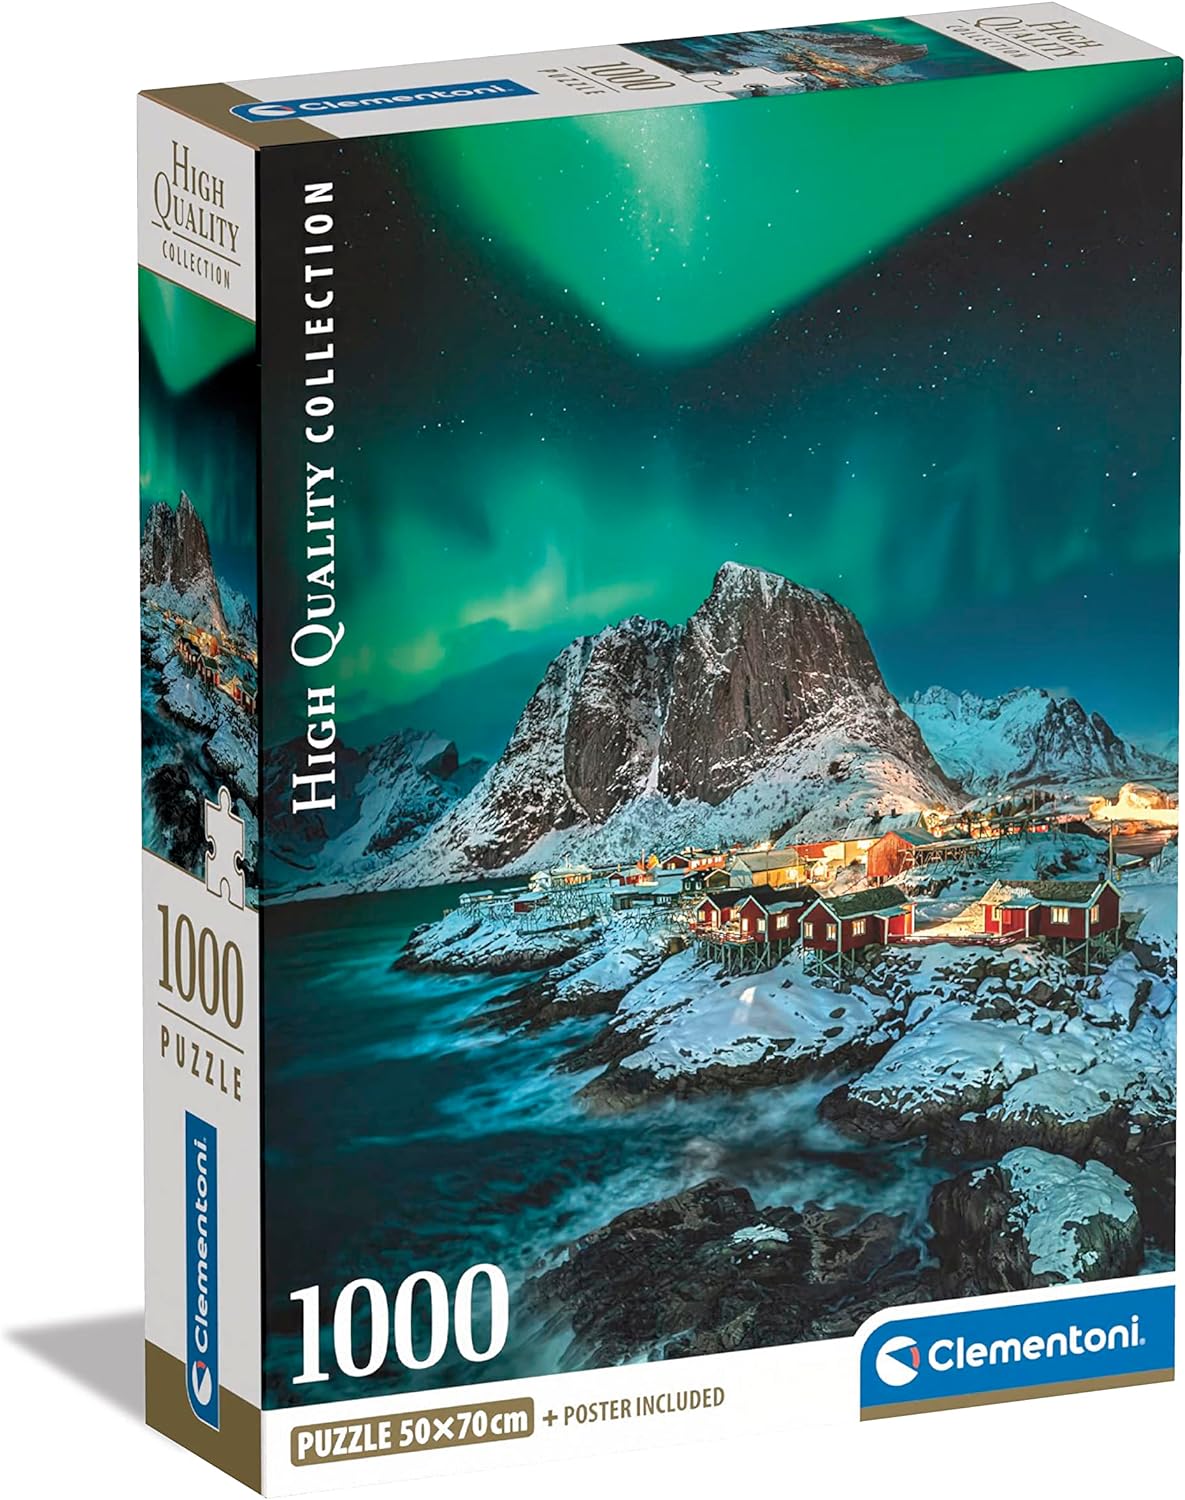 Clementoni®
1000
PUZZLE
HIGH
QUALITY
COLLECTION
HIGH
QUALITY
COLLECTION
HIGH QUALITY COLLECTION
1000
PUZZLE
Clementoni®
1000
PUZZLE 50×70cm + POSTER INCLUDED
Clementoni®